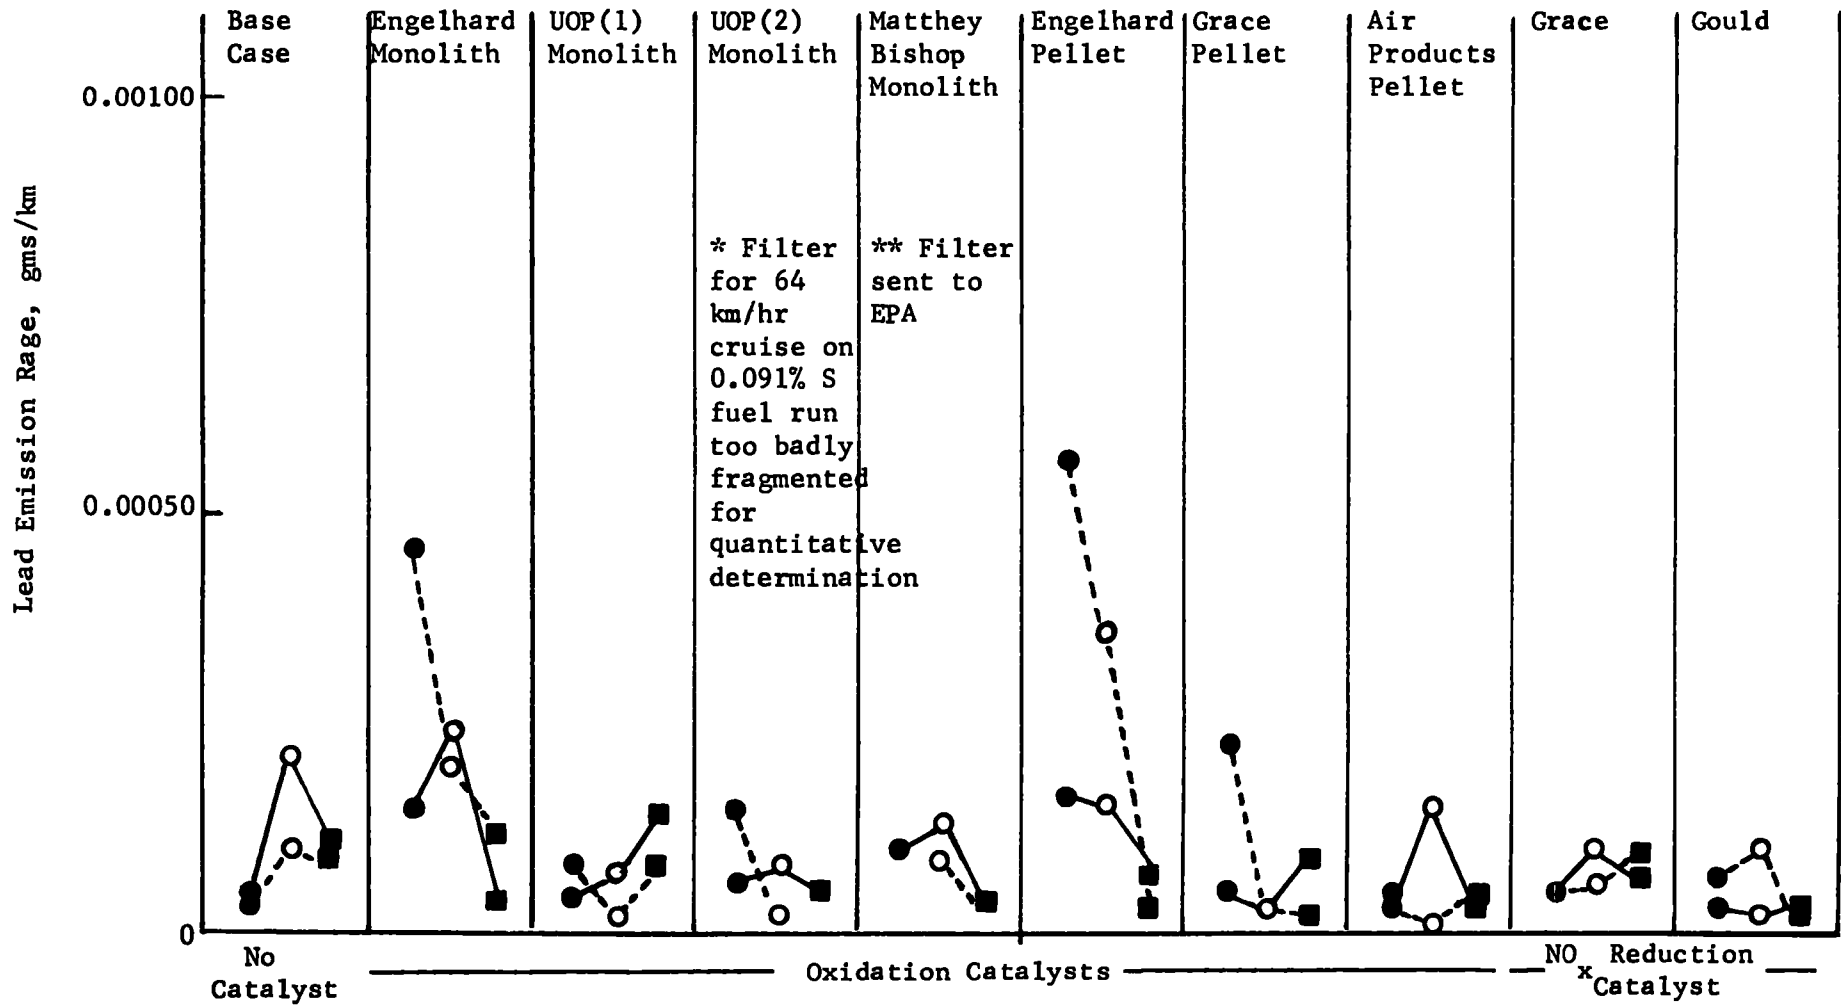 Base
Case
Engelhard
Monolith
UOP(1)
Monolith
UOP(2)
Monolith
Matthey
Bishop
Monolith
Engelhard
Pellet
Grace
Pellet
Air
Products
Pellet
Grace
Gould
0.00100
0.00050
0
Lead Emission Rage, gms/km
* Filter
for 64
km/hr
cruise on
0.091% S
fuel run
too badly
fragmented
for
quantitative
determination
** Filter
sent to
EPA
No
Catalyst
Oxidation Catalysts
NOx Reduction
Catalyst